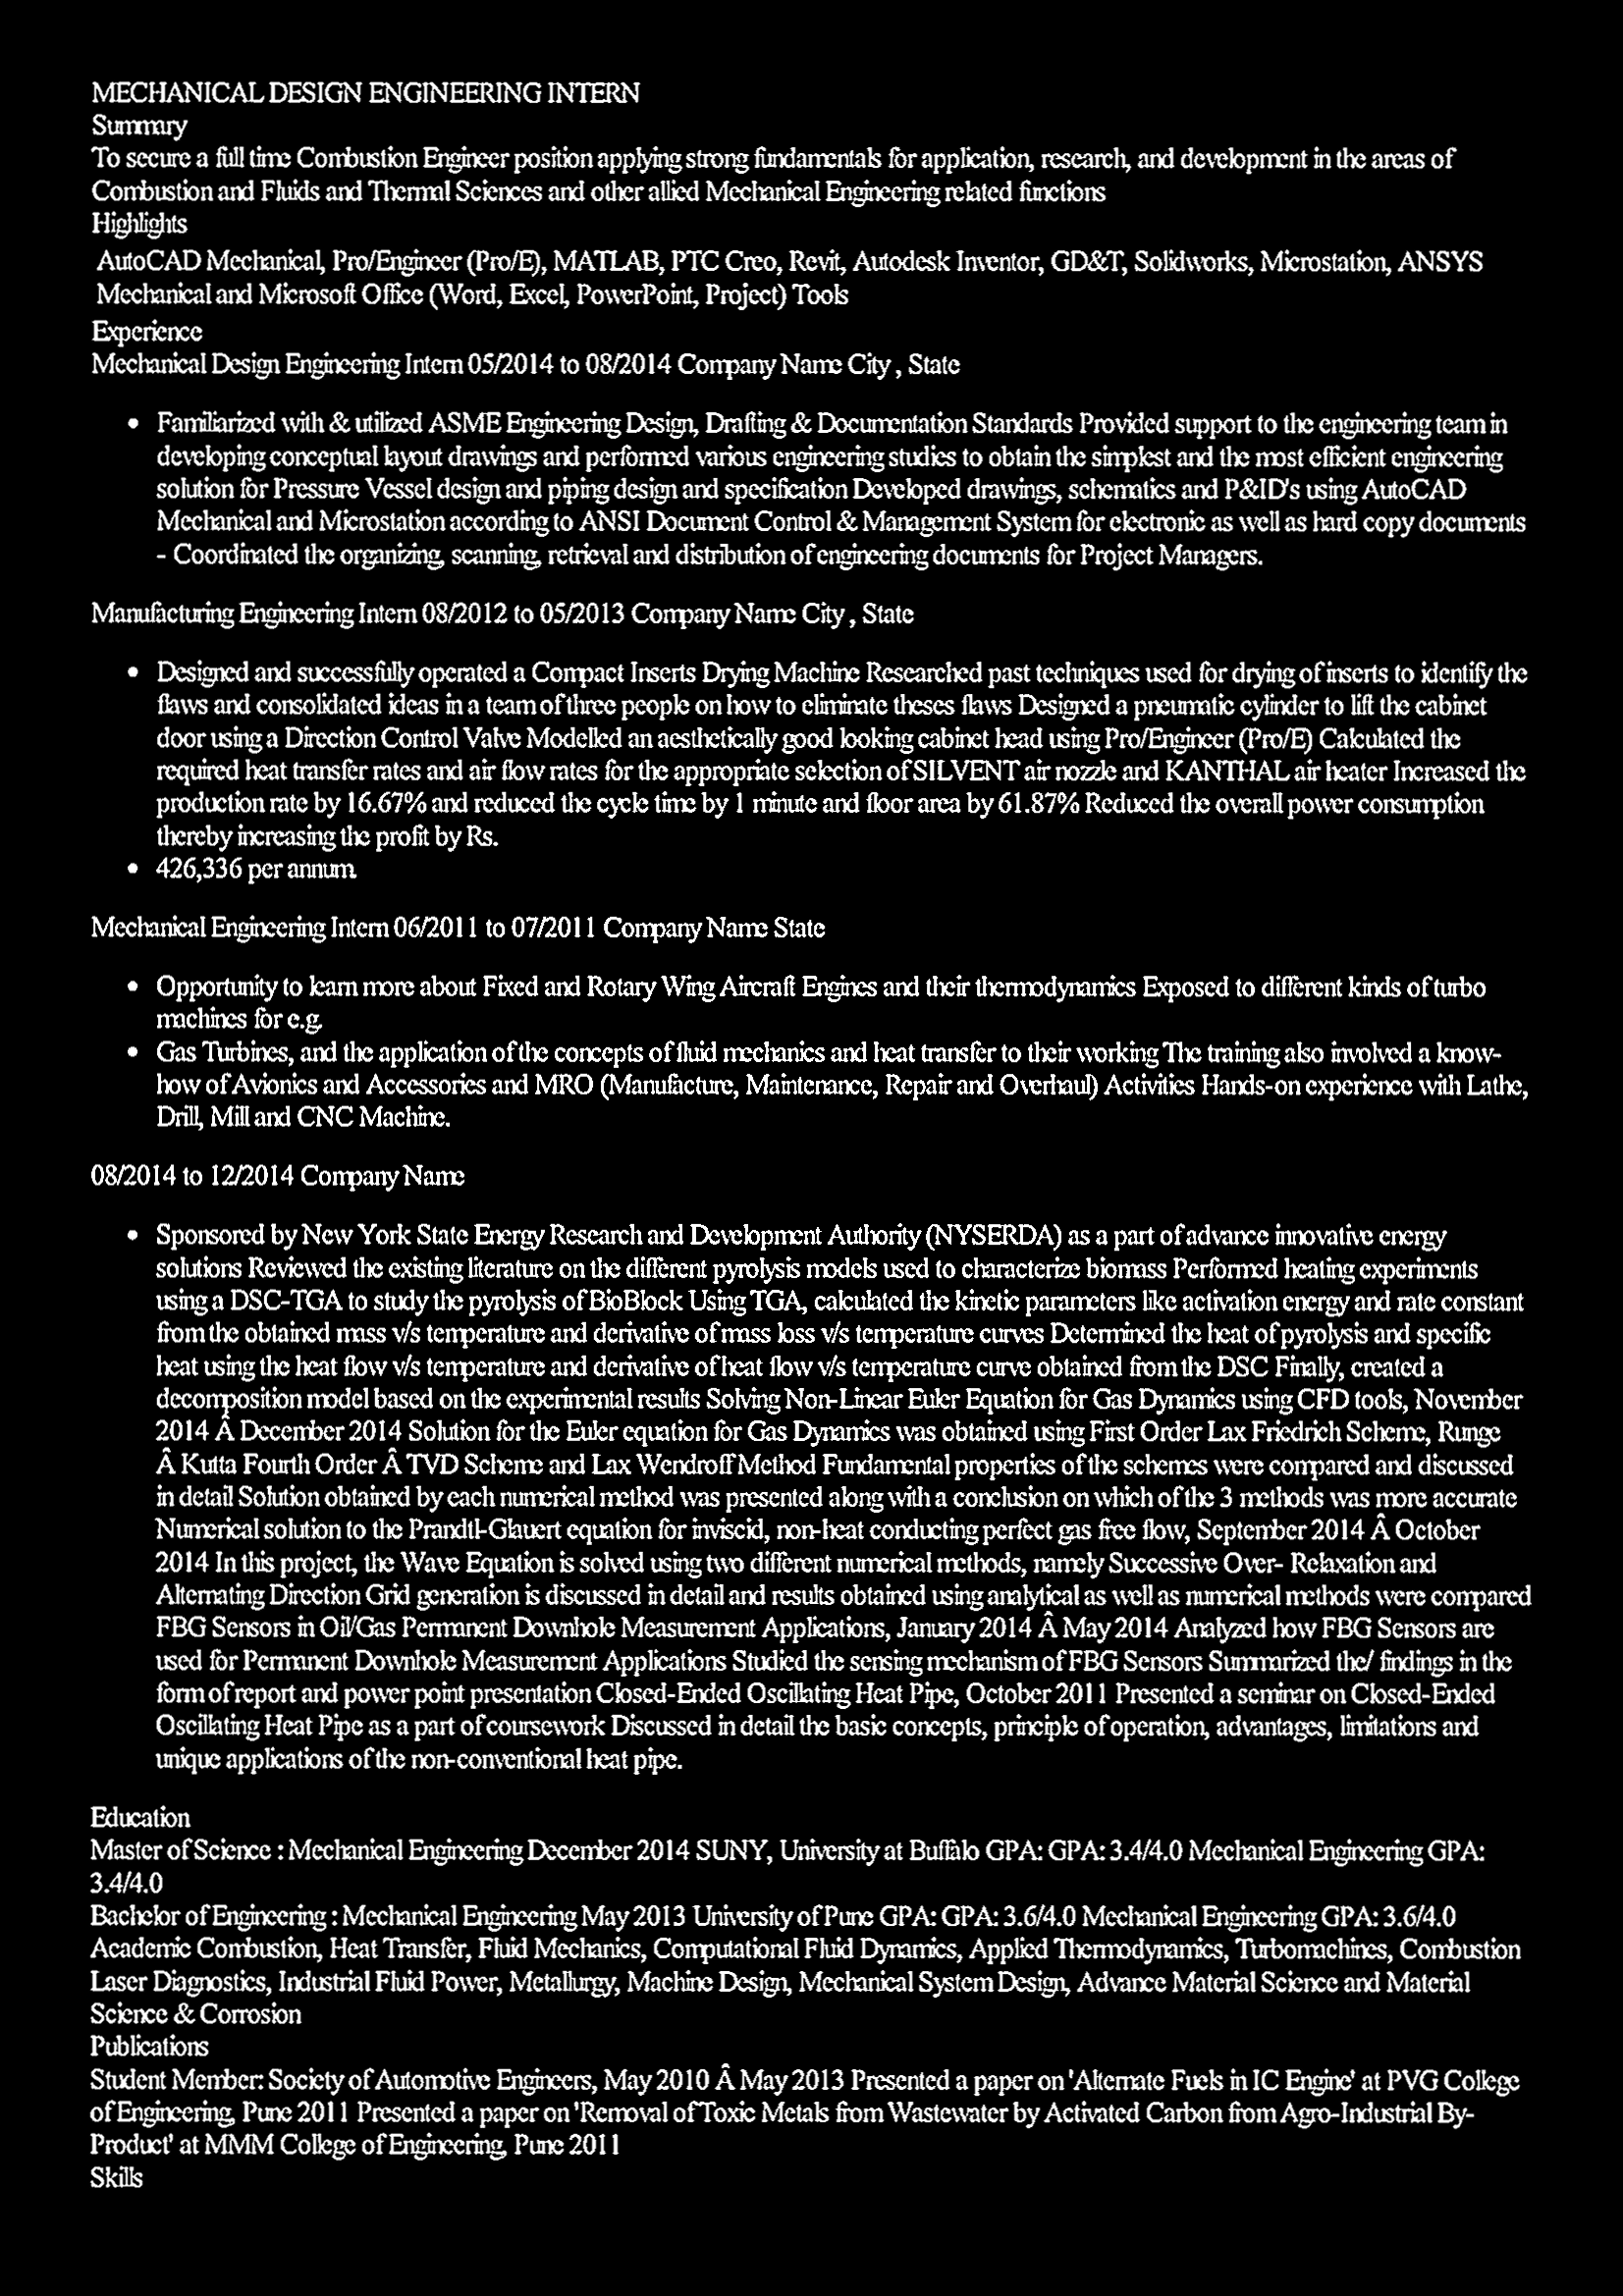 MECHANICAL DESIGN ENGINEERING INTERN
Summary
To secure a full time Combustion Engineer position applying strong fundamentals for application, research, and development in the areas of
Combustion and Fluids and Thermal Sciences and other allied Mechanical Engineering related functions
Highlights
AutoCAD Mechanical, Pro/Engineer (Pro/E), MATLAB, PTC Creo, Revit, Autodesk Inventor, GD&T, Solidworks, Microstation, ANSYS
Mechanical and Microsoft Office (Word, Excel, PowerPoint, Project) Tools
Experience
Mechanical Design Engineering Intern 05/2014 to 08/2014 Company Name City , State
• Familiarized with & utilized ASME Engineering Design, Drafting & Documentation Standards Provided support to the engineering team in
developing conceptual layout drawings and performed various engineering studies to obtain the simplest and the most efficient engineering
solution for Pressure Vessel design and piping design and specification Developed drawings, schematics and P&ID's using AutoCAD
Mechanical and Microstation according to ANSI Document Control & Management System for electronic as well as hard copy documents
- Coordinated the organizing, scanning, retrieval and distribution of engineering documents for Project Managers.
Manufacturing Engineering Intern 08/2012 to 05/2013 Company Name City , State
• Designed and successfully operated a Compact Inserts Drying Machine Researched past techniques used for drying of inserts to identify the
flaws and consolidated ideas in a team of three people on how to eliminate theses flaws Designed a pneumatic cylinder to lift the cabinet
door using a Direction Control Valve Modelled an aesthetically good looking cabinet head using Pro/Engineer (Pro/E) Calculated the
required heat transfer rates and air flow rates for the appropriate selection of SILVENT air nozzle and KANTHAL air heater Increased the
production rate by 16.67% and reduced the cycle time by 1 minute and floor area by 61.87% Reduced the overall power consumption
thereby increasing the profit by Rs.
• 426,336 per annum.
Mechanical Engineering Intern 06/2011 to 07/2011 Company Name State
• Opportunity to learn more about Fixed and Rotary Wing Aircraft Engines and their thermodynamics Exposed to different kinds of turbo
machines for e.g.
• Gas Turbines, and the application of the concepts of fluid mechanics and heat transfer to their working The training also involved a know-
how of Avionics and Accessories and MRO (Manufacture, Maintenance, Repair and Overhaul) Activities Hands-on experience with Lathe,
Drill, Mill and CNC Machine.
08/2014 to 12/2014 Company Name
• Sponsored by New York State Energy Research and Development Authority (NYSERDA) as a part of advance innovative energy
solutions Reviewed the existing literature on the different pyrolysis models used to characterize biomass Performed heating experiments
using a DSC-TGA to study the pyrolysis of BioBlock Using TGA, calculated the kinetic parameters like activation energy and rate constant
from the obtained mass v/s temperature and derivative of mass loss v/s temperature curves Determined the heat of pyrolysis and specific
heat using the heat flow v/s temperature and derivative of heat flow v/s temperature curve obtained from the DSC Finally, created a
decomposition model based on the experimental results Solving Non-Linear Euler Equation for Gas Dynamics using CFD tools, November
2014 Â December 2014 Solution for the Euler equation for Gas Dynamics was obtained using First Order Lax Friedrich Scheme, Runge
Â Kutta Fourth Order Â TVD Scheme and Lax Wendroff Method Fundamental properties of the schemes were compared and discussed
in detail Solution obtained by each numerical method was presented along with a conclusion on which of the 3 methods was more accurate
Numerical solution to the Prandtl-Glauert equation for inviscid, non-heat conducting perfect gas free flow, September 2014 Â October
2014 In this project, the Wave Equation is solved using two different numerical methods, namely Successive Over- Relaxation and
Alternating Direction Grid generation is discussed in detail and results obtained using analytical as well as numerical methods were compared
FBG Sensors in Oil/Gas Permanent Downhole Measurement Applications, January 2014 Â May 2014 Analyzed how FBG Sensors are
used for Permanent Downhole Measurement Applications Studied the sensing mechanism of FBG Sensors Summarized the/ findings in the
form of report and power point presentation Closed-Ended Oscillating Heat Pipe, October 2011 Presented a seminar on Closed-Ended
Oscillating Heat Pipe as a part of coursework Discussed in detail the basic concepts, principle of operation, advantages, limitations and
unique applications of the non-conventional heat pipe.
Education
Master of Science : Mechanical Engineering December 2014 SUNY, University at Buffalo GPA: GPA: 3.4/4.0 Mechanical Engineering GPA:
3.4/4.0
Bachelor of Engineering : Mechanical Engineering May 2013 University of Pune GPA: GPA: 3.6/4.0 Mechanical Engineering GPA: 3.6/4.0
Academic Combustion, Heat Transfer, Fluid Mechanics, Computational Fluid Dynamics, Applied Thermodynamics, Turbomachines, Combustion
Laser Diagnostics, Industrial Fluid Power, Metallurgy, Machine Design, Mechanical System Design, Advance Material Science and Material
Science & Corrosion
Publications
Student Member: Society of Automotive Engineers, May 2010 Â May 2013 Presented a paper on 'Alternate Fuels in IC Engine' at PVG College
of Engineering, Pune 2011 Presented a paper on 'Removal of Toxic Metals from Wastewater by Activated Carbon from Agro-Industrial By-
Product' at MMM College of Engineering, Pune 2011
Skills